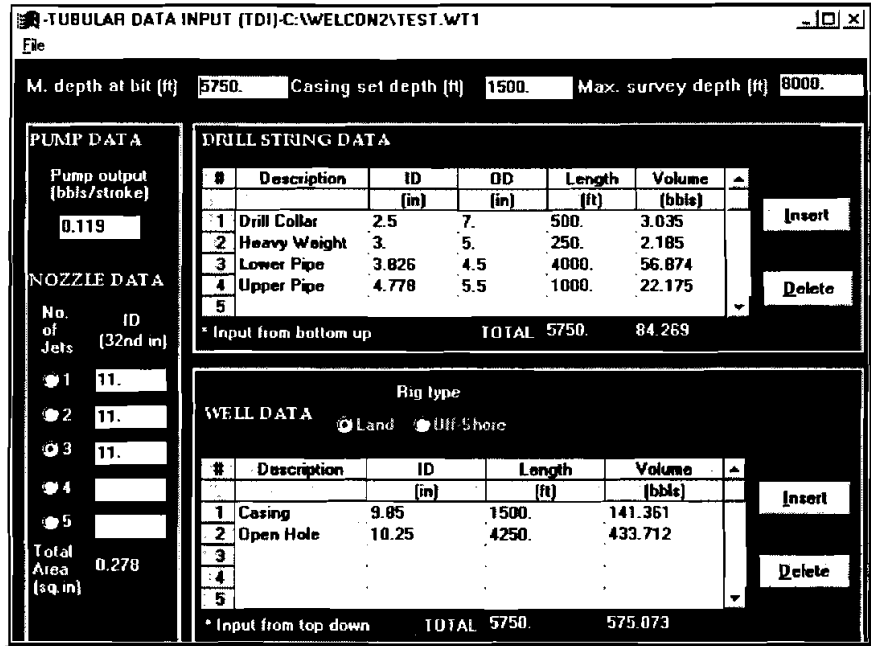 -TUBULAR DATA INPUT (TDI)-C:\WELCON2\TEST.WT1
File
M. depth at bit (ft) 5750. Casing set depth (ft) 1500. Max. survey depth (ft) 8000.
PUMP DATA
Pump output
(bbls/stroke)
0.119
NOZZLE DATA
No. of Jets ID (32nd in)
1 11.
2 11.
3 11.
4
5
Total Area (sq.in) 0.278
DRILL STRING DATA
# Description ID OD Length Volume
(in) (in) (ft) (bbls)
1 Drill Collar 2.5 7. 500. 3.035
2 Heavy Weight 3. 5. 250. 2.185
3 Lower Pipe 3.826 4.5 4000. 56.874
4 Upper Pipe 4.778 5.5 1000. 22.175
5
* Input from bottom up TOTAL 5750. 84.269
Insert
Delete
Rig type
WELL DATA Land Off-Shore
# Description ID Length Volume
(in) (ft) (bbls)
1 Casing 9.85 1500. 141.361
2 Open Hole 10.25 4250. 433.712
3
4
5
* Input from top down TOTAL 5750. 575.073
Insert
Delete